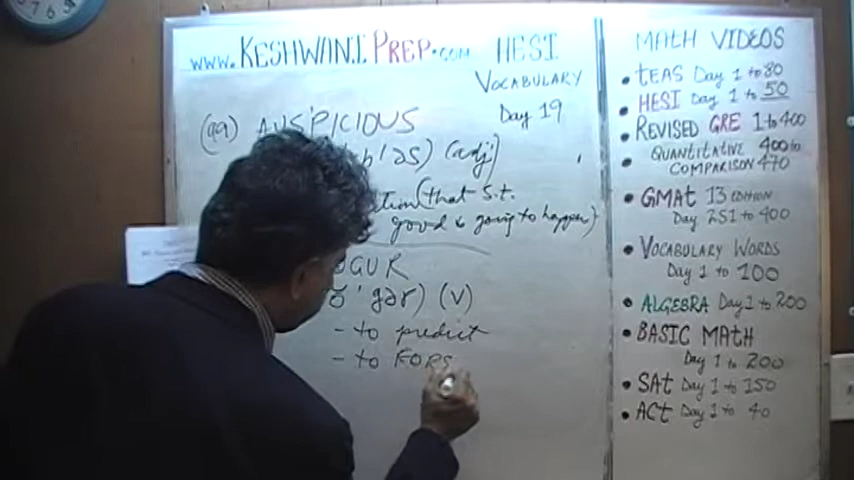 www.KESHWANI PREP.com HESI
VOCABULARY
Day 19
(99) AUSPICIOUS
(adj)
(that s.t.
good is going to happen)
GUR
(v)
- to predict
- to FORS
MATH VIDEOS
• TEAS Day 1 to 80
• HESI Day 1 to 50
• REVISED GRE 1 to 400
• QUANTITATIVE 400 to
COMPARISON 470
• GMAT 13 EDITION
Day 251 to 400
• VOCABULARY WORDS
Day 1 to 100
• ALGEBRA Day 1 to 200
• BASIC MATH
Day 1 to 200
• SAT Day 1 to 150
• ACT Day 1 to 40